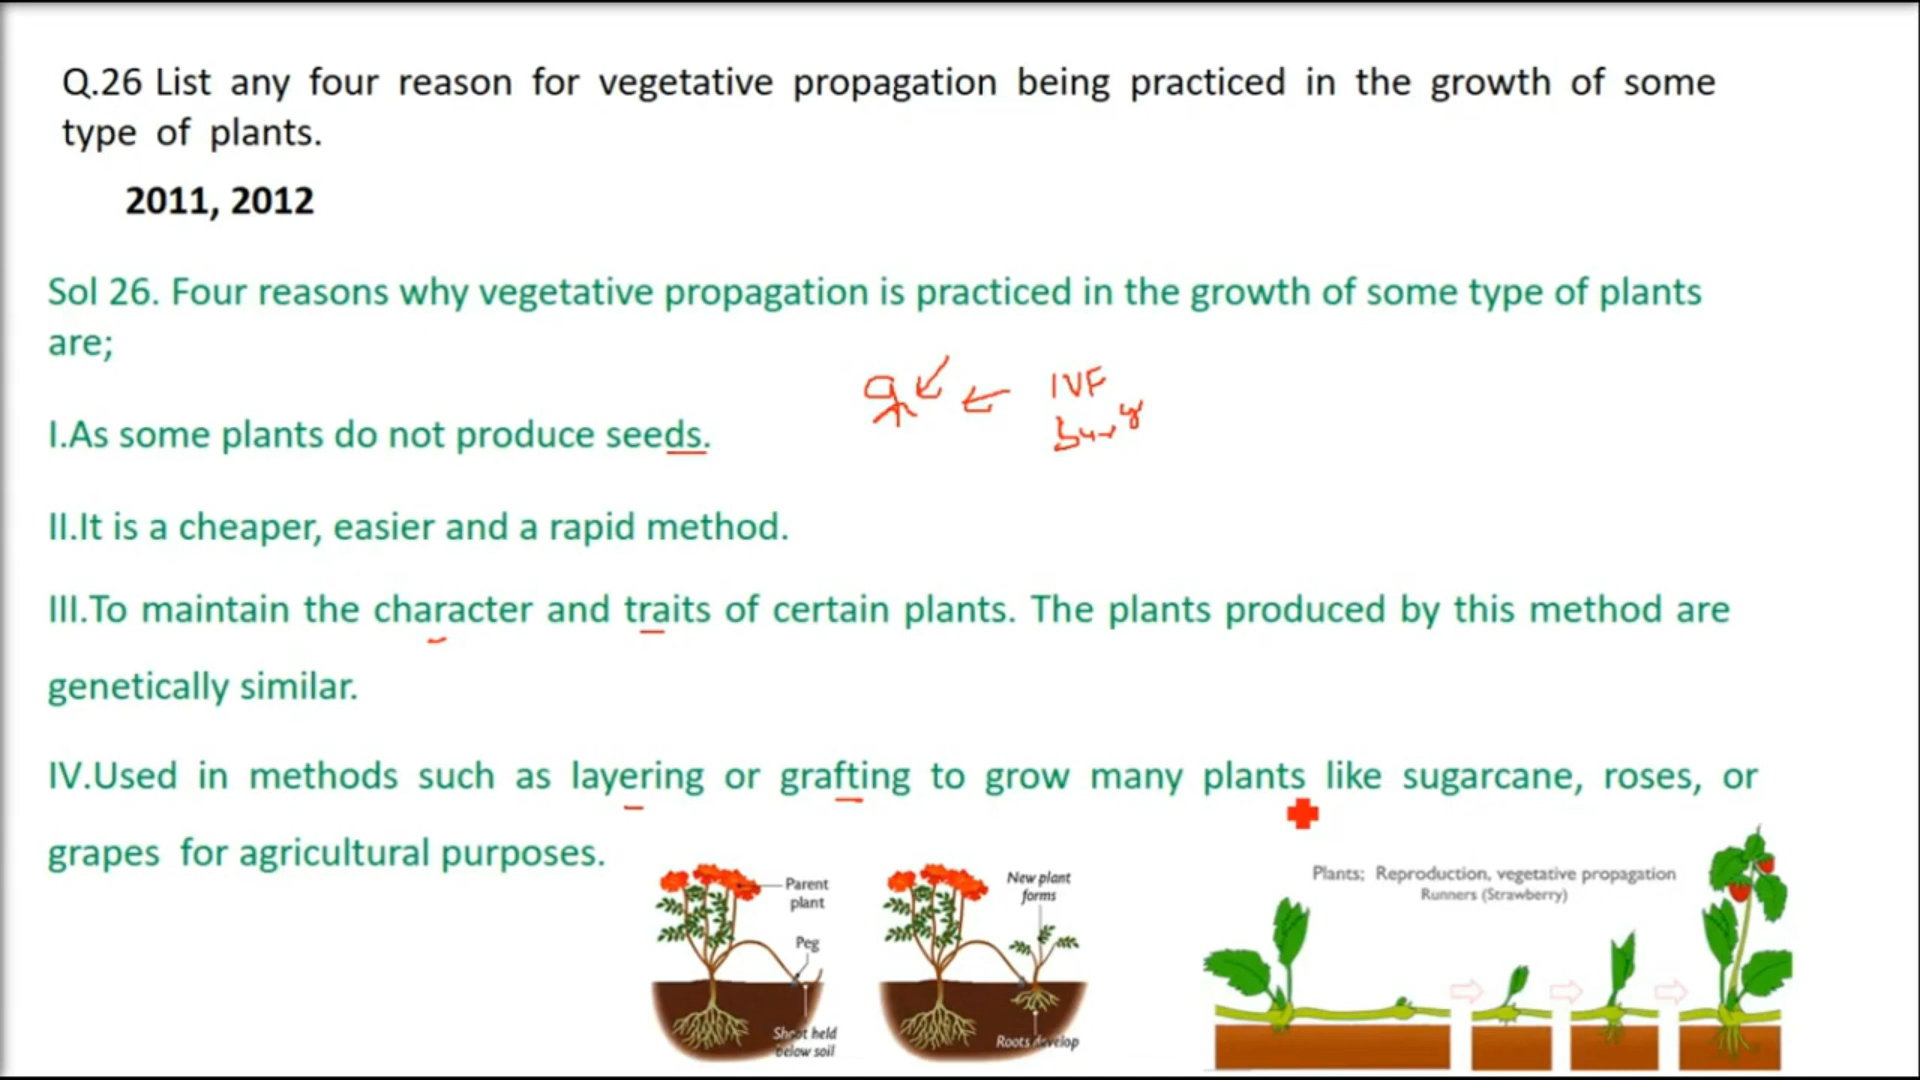 Q.26 List any four reason for vegetative propagation being practiced in the growth of some
type of plants.
2011, 2012
Sol 26. Four reasons why vegetative propagation is practiced in the growth of some type of plants
are;
IVF
I.As some plants do not produce seeds.
II.It is a cheaper, easier and a rapid method.
III.To maintain the character and traits of certain plants. The plants produced by this method are
genetically similar.
IV.Used in methods such as layering or grafting to grow many plants like sugarcane, roses, or
grapes for agricultural purposes.
Parent
plant
Peg
Shoot held
below soil
New plant
forms
Roots develop
Plants; Reproduction, vegetative propagation
Runners (Strawberry)